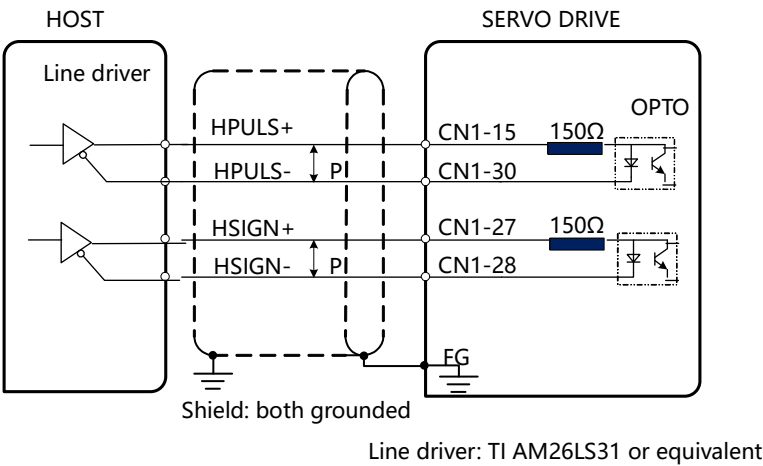 HOST
SERVO DRIVE
Line driver
OPTO
HPULS+
CN1-15
150Ω
HPULS-
P
CN1-30
HSIGN+
CN1-27
150Ω
HSIGN-
P
CN1-28
FG
Shield: both grounded
Line driver: TI AM26LS31 or equivalent